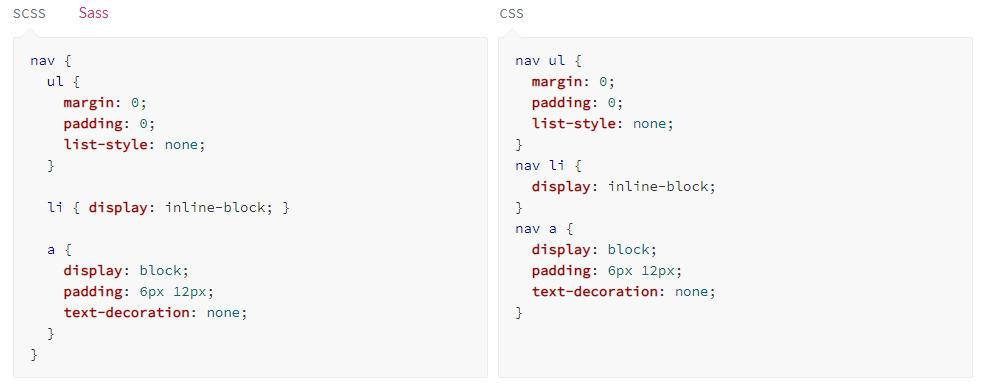 SCSS Sass
nav {
  ul {
    margin: 0;
    padding: 0;
    list-style: none;
  }

  li { display: inline-block; }

  a {
    display: block;
    padding: 6px 12px;
    text-decoration: none;
  }
}
CSS
nav ul {
  margin: 0;
  padding: 0;
  list-style: none;
}
nav li {
  display: inline-block;
}
nav a {
  display: block;
  padding: 6px 12px;
  text-decoration: none;
}